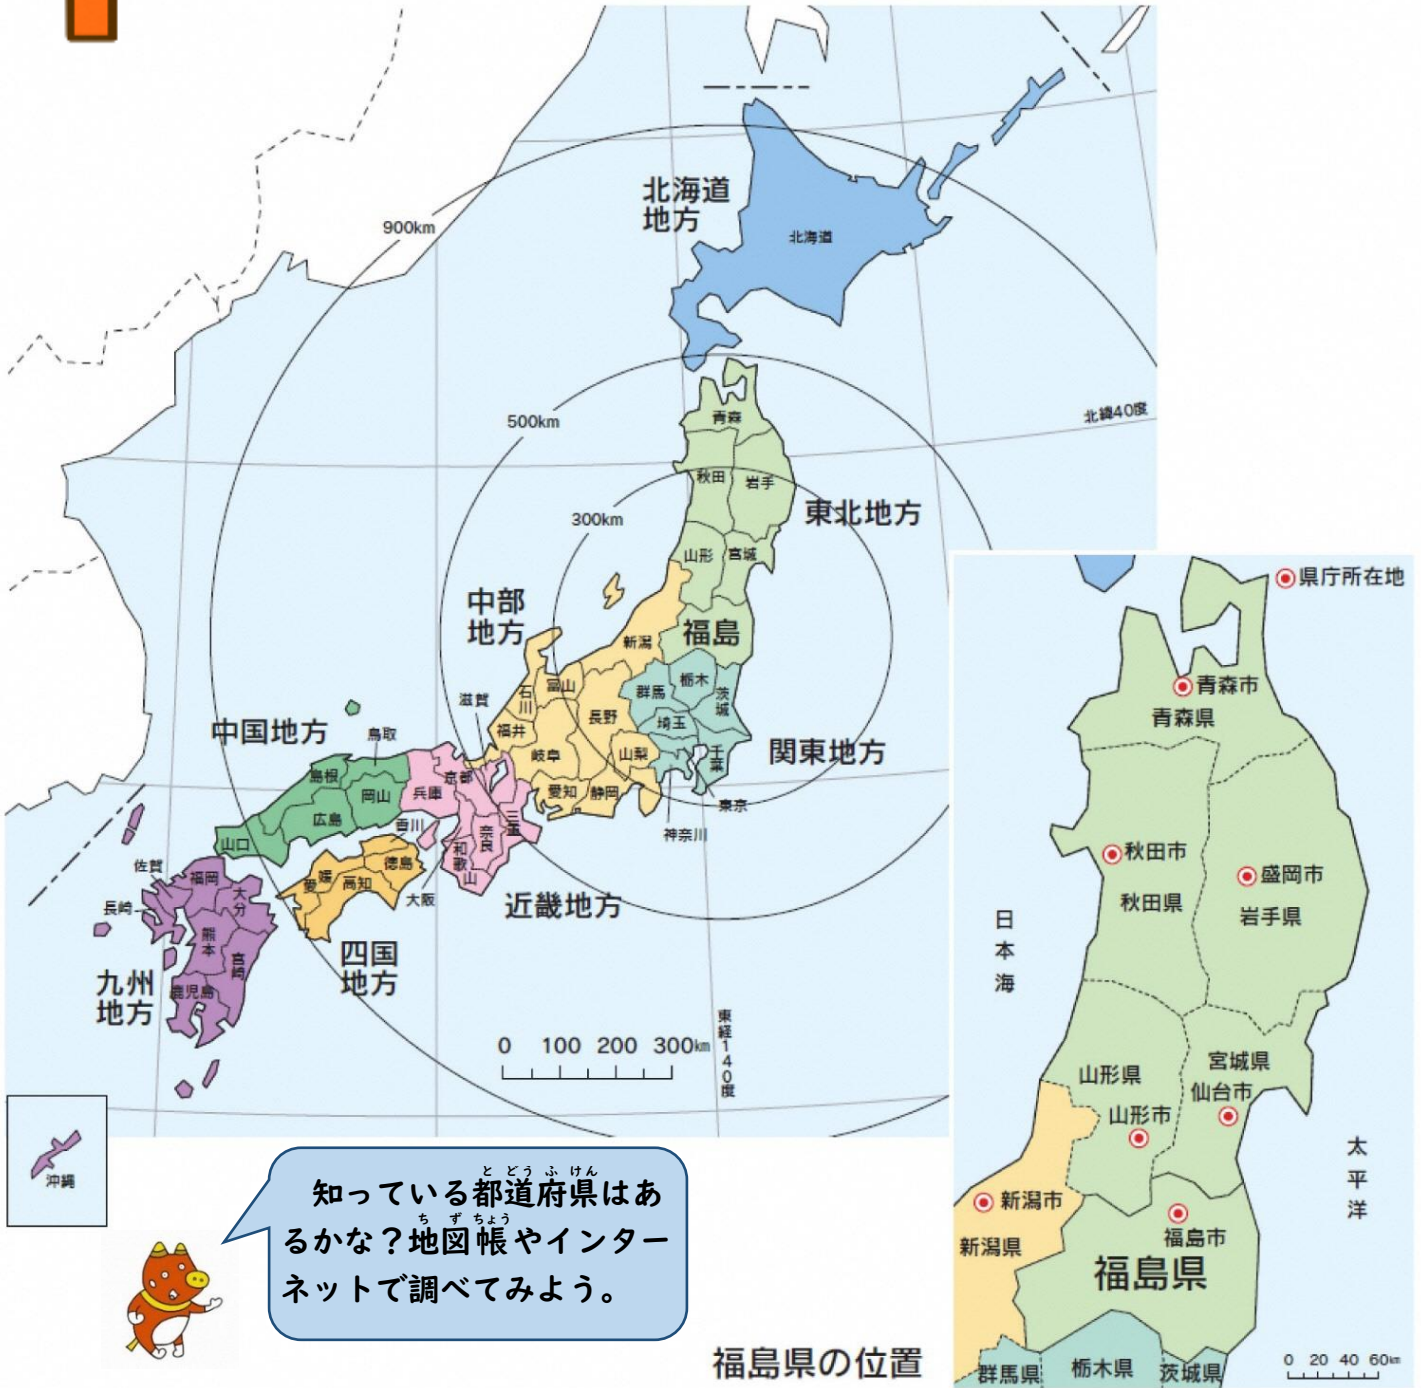 北海道
地方
北海道
900km
500km
300km
北緯40度
青森
秋田
岩手
東北地方
山形
宮城
福島
中部
地方
新潟
石川
富山
福井
長野
岐阜
山梨
愛知
静岡
群馬
栃木
茨城
埼玉
千葉
東京
神奈川
関東地方
滋賀
京都
兵庫
三重
奈良
和歌山
大阪
近畿地方
中国地方
鳥取
島根
岡山
広島
山口
香川
徳島
愛媛
高知
四国
地方
佐賀
福岡
大分
長崎
熊本
宮崎
鹿児島
九州
地方
沖縄
東経140度
0 100 200 300km
県庁所在地
青森市
青森県
秋田市
秋田県
盛岡市
岩手県
日本海
宮城県
仙台市
山形県
山形市
太平洋
新潟市
新潟県
福島市
福島県
群馬県
栃木県
茨城県
0 20 40 60km
と どう ふ けん
知っている都道府県はあ
ち ず ちょう
るかな？地図帳やインター
ネットで調べてみよう。
福島県の位置